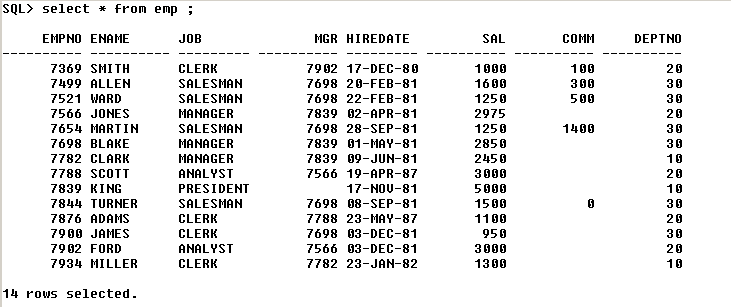 SQL> select * from emp ;
EMPNO ENAME JOB MGR HIREDATE SAL COMM DEPTNO
---------- ---------- --------- ---------- --------- ---------- ---------- ----------
7369 SMITH CLERK 7902 17-DEC-80 1000 100 20
7499 ALLEN SALESMAN 7698 20-FEB-81 1600 300 30
7521 WARD SALESMAN 7698 22-FEB-81 1250 500 30
7566 JONES MANAGER 7839 02-APR-81 2975 20
7654 MARTIN SALESMAN 7698 28-SEP-81 1250 1400 30
7698 BLAKE MANAGER 7839 01-MAY-81 2850 30
7782 CLARK MANAGER 7839 09-JUN-81 2450 10
7788 SCOTT ANALYST 7566 19-APR-87 3000 20
7839 KING PRESIDENT 17-NOV-81 5000 10
7844 TURNER SALESMAN 7698 08-SEP-81 1500 0 30
7876 ADAMS CLERK 7788 23-MAY-87 1100 20
7900 JAMES CLERK 7698 03-DEC-81 950 30
7902 FORD ANALYST 7566 03-DEC-81 3000 20
7934 MILLER CLERK 7782 23-JAN-82 1300 10
14 rows selected.